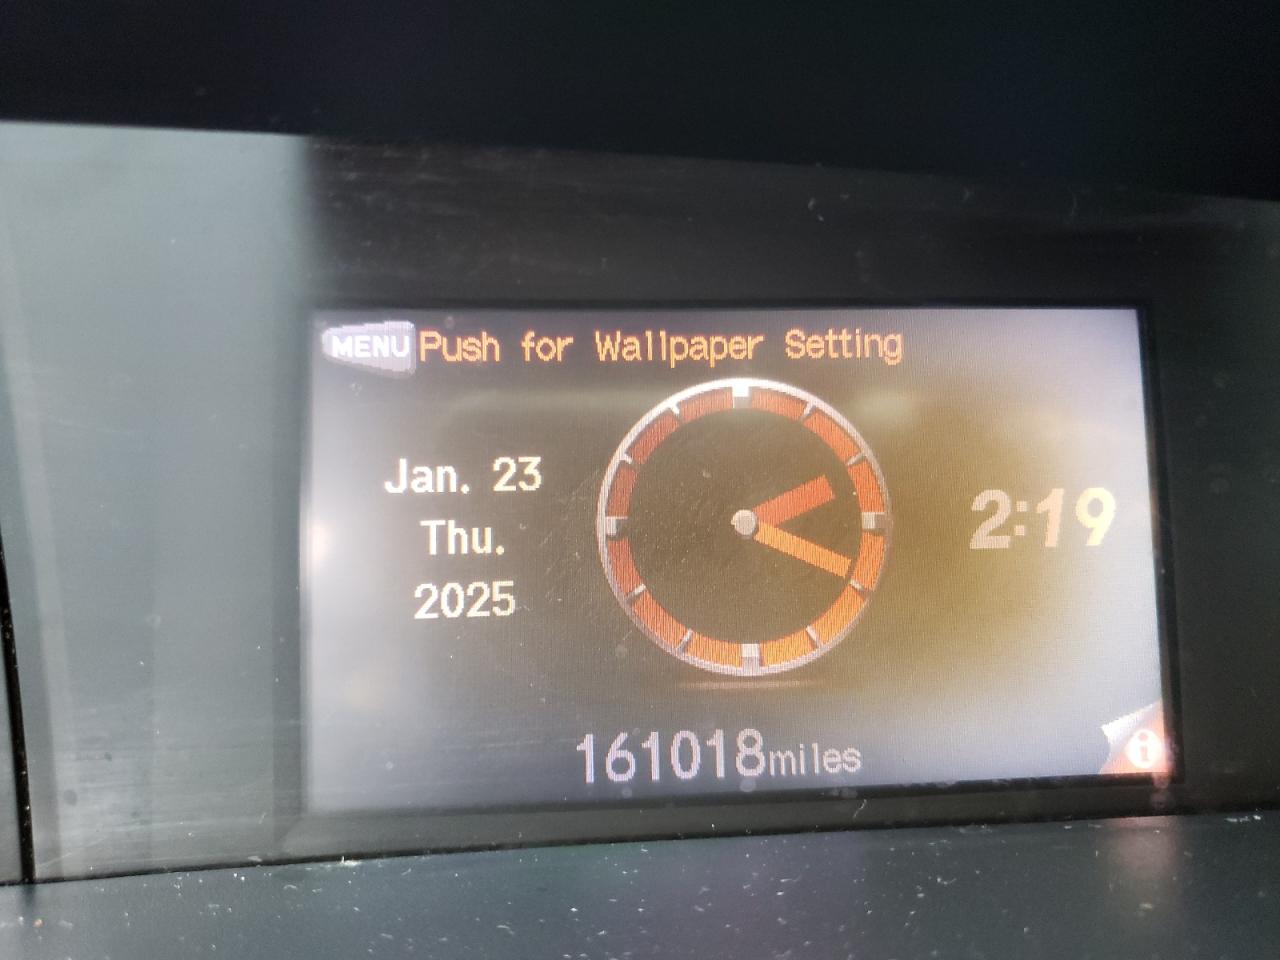 MENU Push for Wallpaper Setting
Jan. 23
Thu.
2025
2:19
161018miles
i